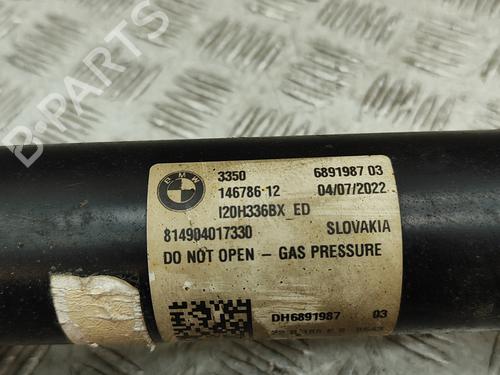 BMW
3350 6891987 03
146786 12 04/07/2022
I20H336BX_ED
814904017330 SLOVAKIA
DO NOT OPEN - GAS PRESSURE
DH6891987 03